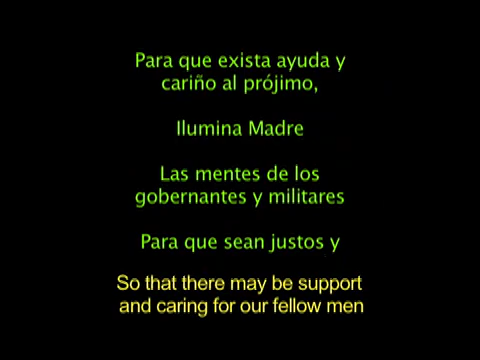 Para que exista ayuda y
cariño al prójimo,
Ilumina Madre
Las mentes de los
gobernantes y militares
Para que sean justos y
So that there may be support
and caring for our fellow men